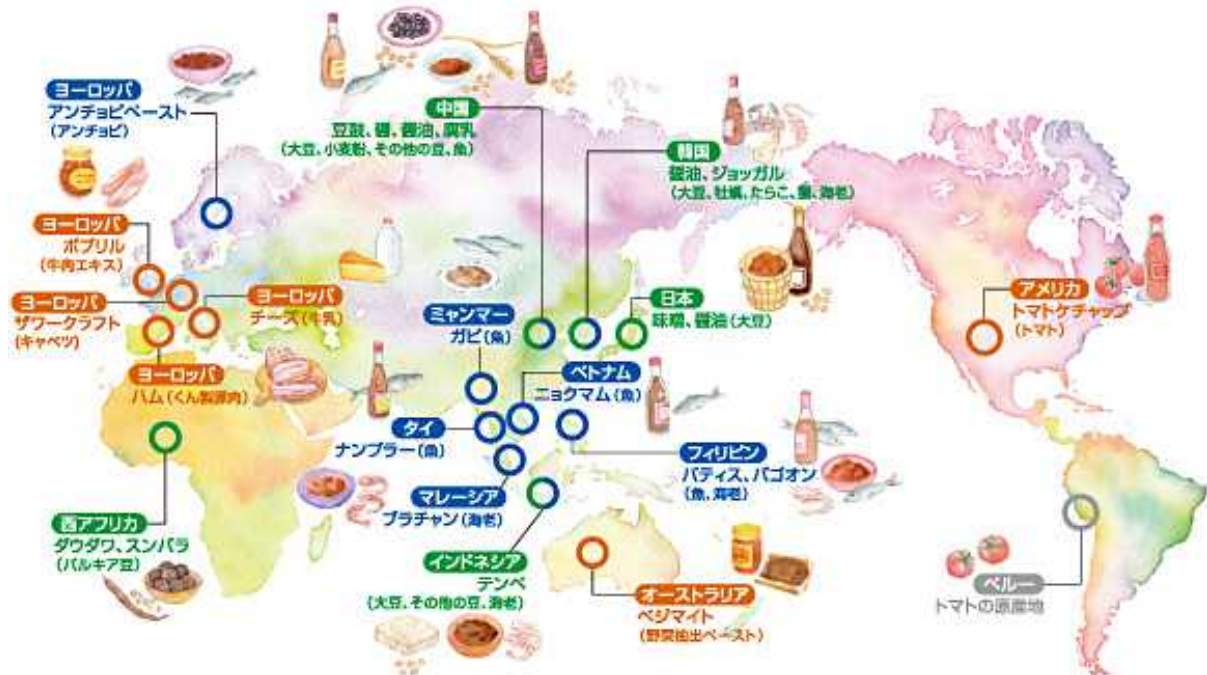 ヨーロッパ
アンチョビペースト
(アンチョビ)
中国
豆豉、醤、醤油、腐乳
(大豆、小麦粉、その他の豆、魚)
韓国
醤油、ジョッガル
(大豆、牡蠣、たらこ、蟹、海老)
ヨーロッパ
ボブリル
(牛肉エキス)
ヨーロッパ
ザワークラフト
(キャベツ)
ヨーロッパ
チーズ(牛乳)
ヨーロッパ
ハム(くん製豚肉)
ミャンマー
ガピ(魚)
日本
味噌、醤油(大豆)
アメリカ
トマトケチャップ
(トマト)
ベトナム
ニョクマム(魚)
タイ
ナンプラー(魚)
フィリピン
パティス、バゴオン
(魚、海老)
マレーシア
ブラチャン(海老)
西アフリカ
ダウダワ、スンバラ
(パルキア豆)
インドネシア
テンペ
(大豆、その他の豆、海老)
オーストラリア
ベジマイト
(野菜抽出ペースト)
ペルー
トマトの原産地